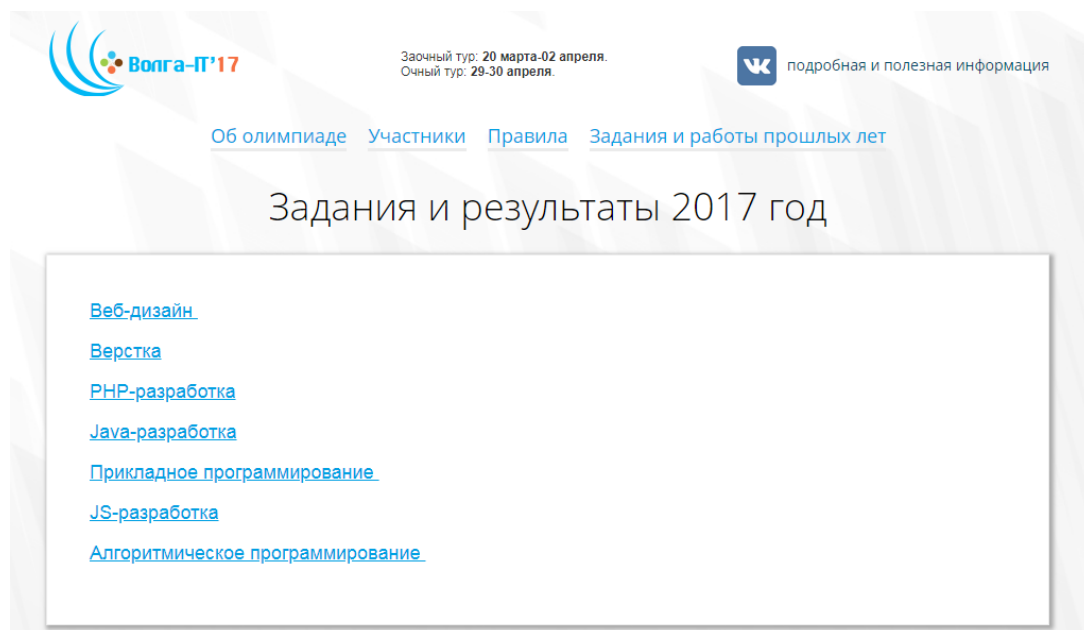 Волга-IT'17
Заочный тур: 20 марта-02 апреля.
Очный тур: 29-30 апреля.
подробная и полезная информация
Об олимпиаде Участники Правила Задания и работы прошлых лет
Задания и результаты 2017 год
Веб-дизайн
Верстка
PHP-разработка
Java-разработка
Прикладное программирование
JS-разработка
Алгоритмическое программирование